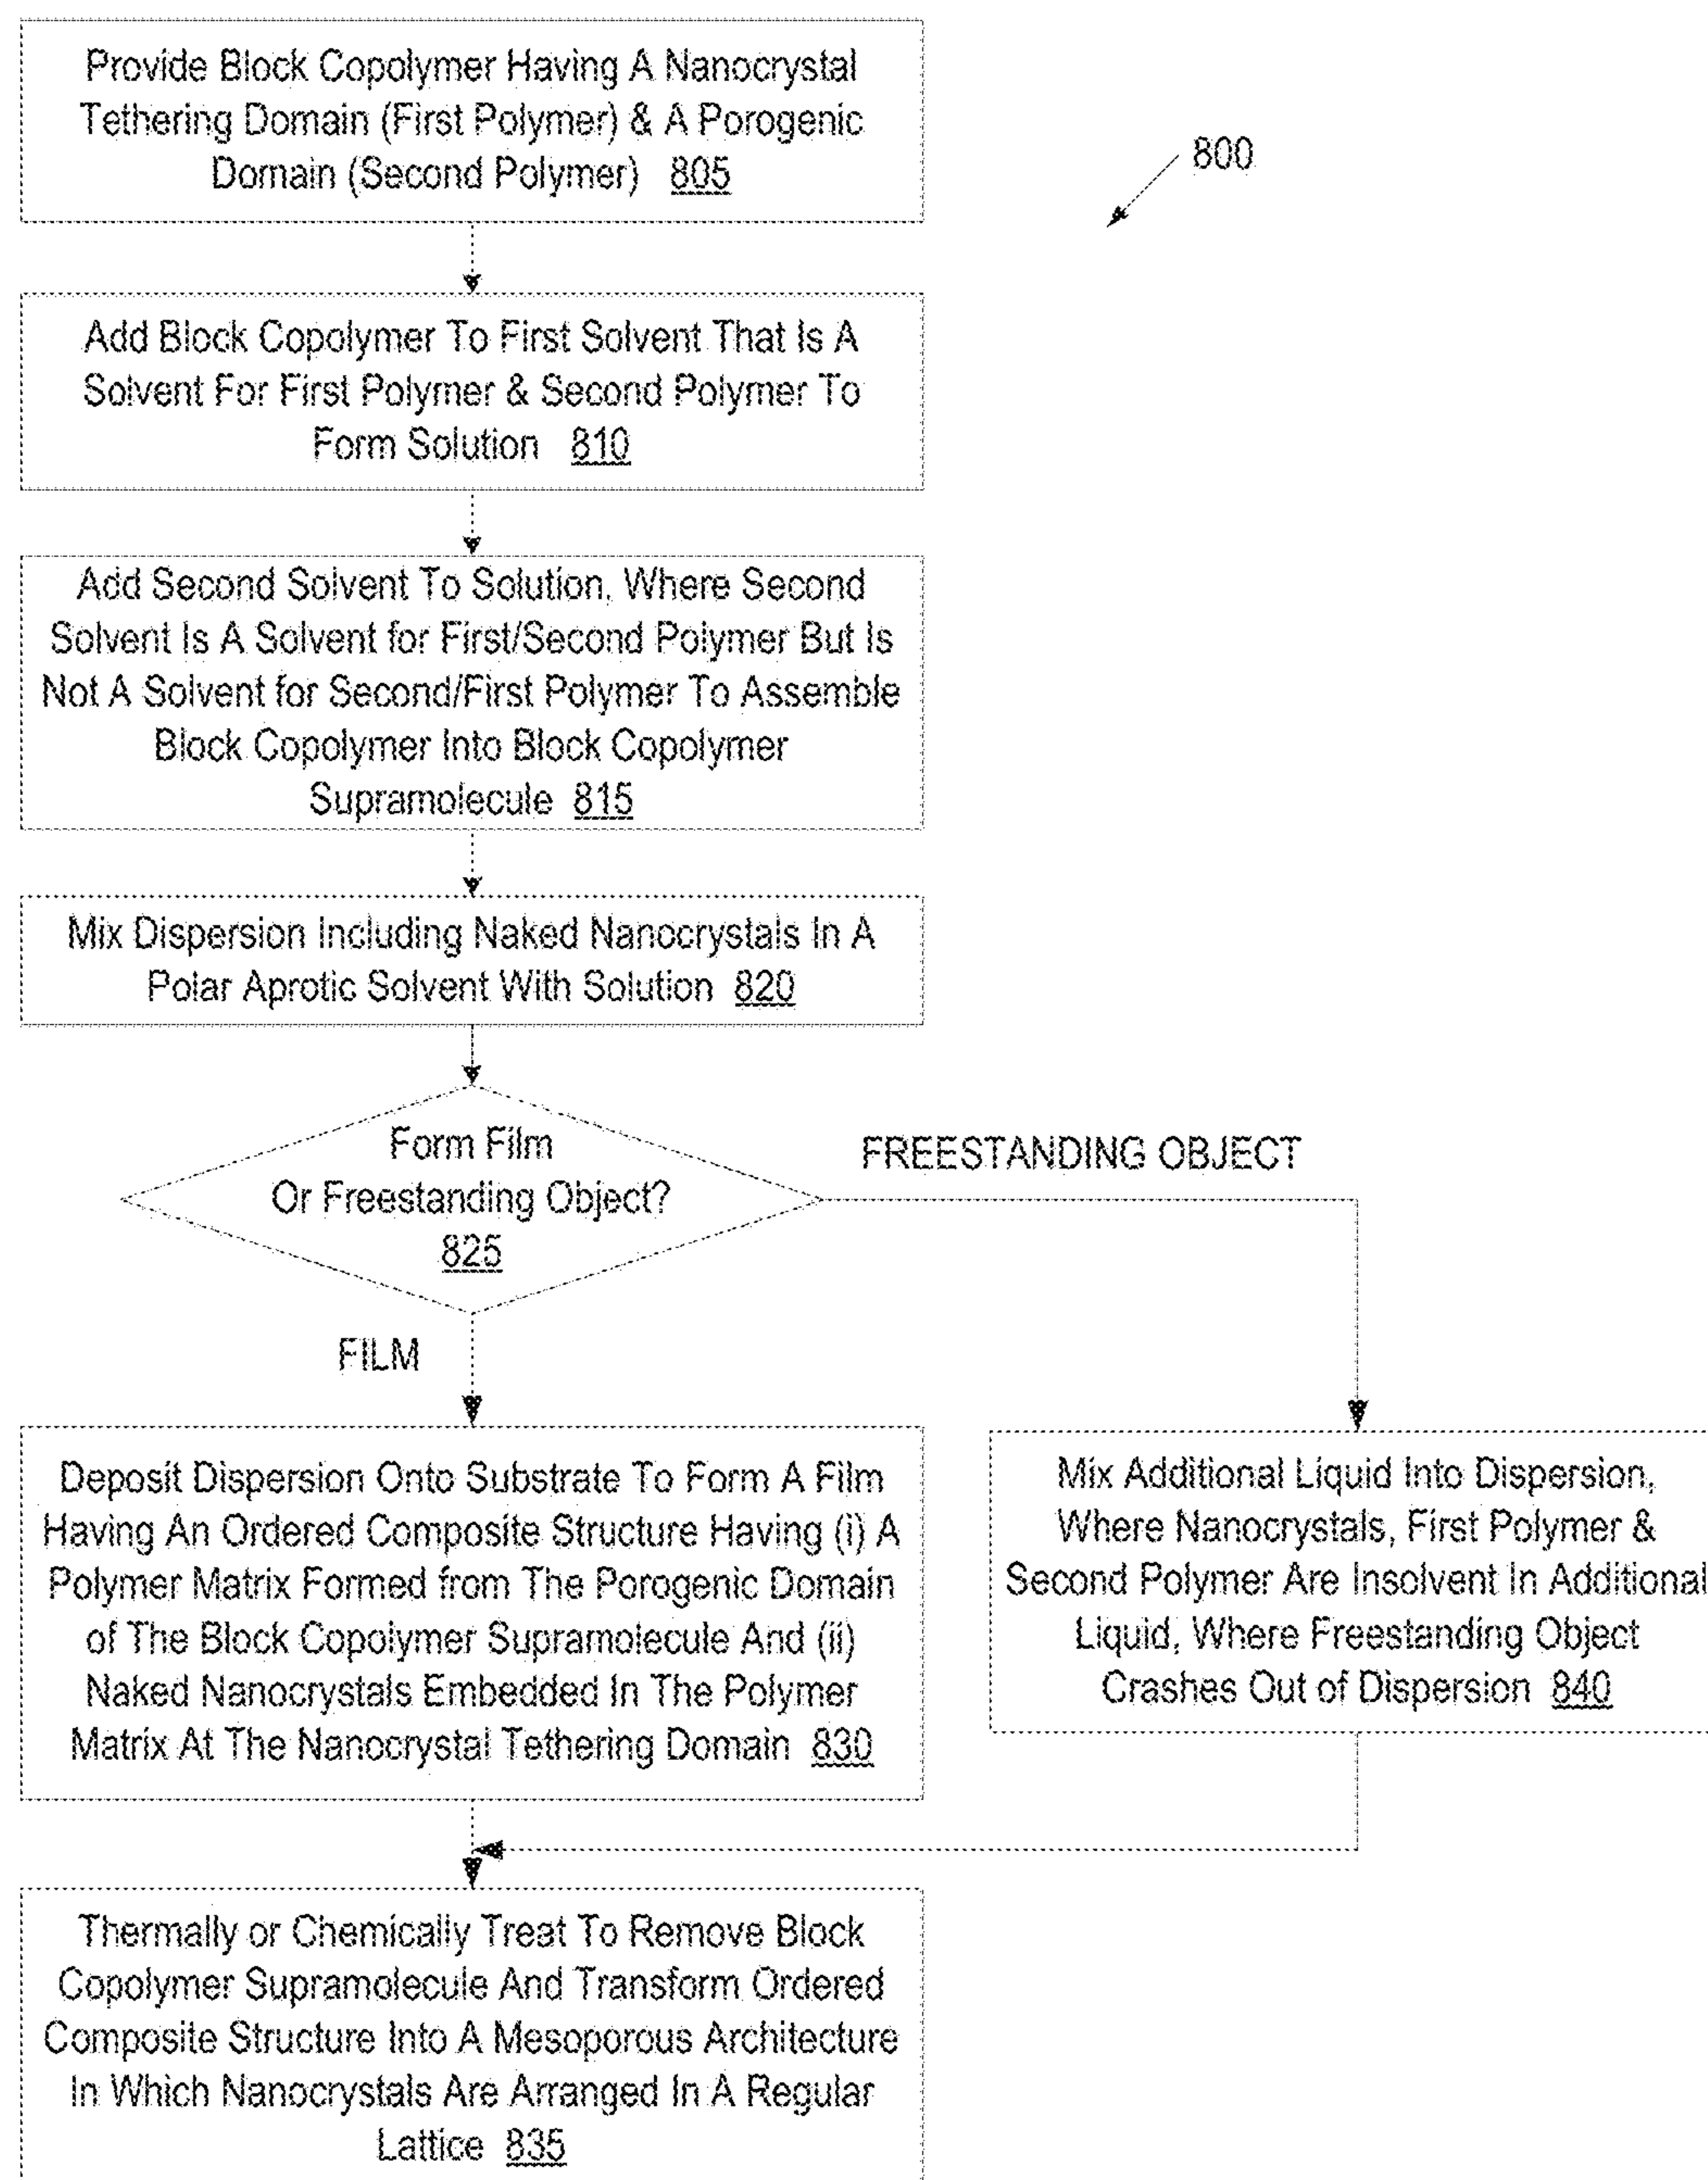 Provide Block Copolymer Having A Nanocrystal
Tethering Domain (First Polymer) & A Porogenic
Domain (Second Polymer) 805
800
Add Block Copolymer To First Solvent That Is A
Solvent For First Polymer & Second Polymer To
Form Solution 810
Add Second Solvent To Solution, Where Second
Solvent Is A Solvent for First/Second Polymer But Is
Not A Solvent for Second/First Polymer To Assemble
Block Copolymer Into Block Copolymer
Supramolecule 815
Mix Dispersion Including Naked Nanocrystals In A
Polar Aprotic Solvent With Solution 820
Form Film
Or Freestanding Object?
825
FREESTANDING OBJECT
FILM
Deposit Dispersion Onto Substrate To Form A Film
Having An Ordered Composite Structure Having (i) A
Polymer Matrix Formed from The Porogenic Domain
of The Block Copolymer Supramolecule And (ii)
Naked Nanocrystals Embedded In The Polymer
Matrix At The Nanocrystal Tethering Domain 830
Mix Additional Liquid Into Dispersion,
Where Nanocrystals, First Polymer &
Second Polymer Are Insolvent In Additional
Liquid, Where Freestanding Object
Crashes Out of Dispersion 840
Thermally or Chemically Treat To Remove Block
Copolymer Supramolecule And Transform Ordered
Composite Structure Into A Mesoporous Architecture
In Which Nanocrystals Are Arranged In A Regular
Lattice 835